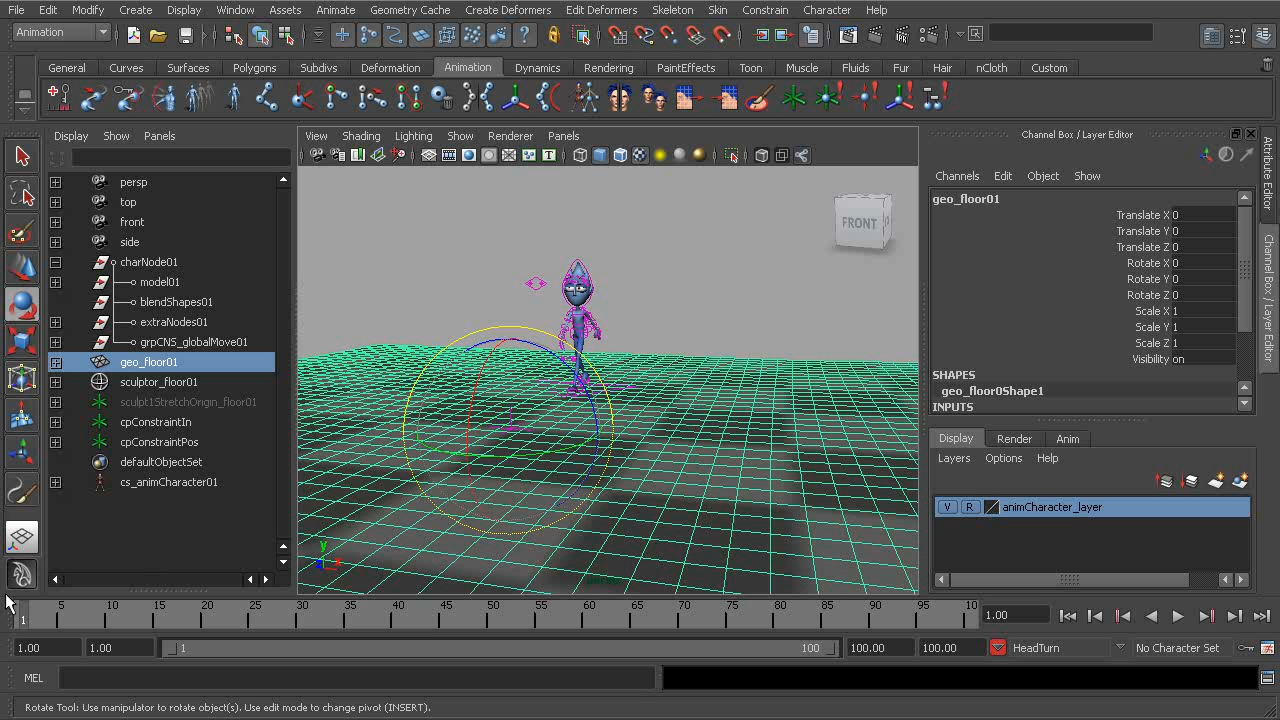 File Edit Modify Create Display Window Assets Animate Geometry Cache Create Deformers Edit Deformers Skeleton Skin Constrain Character Help
Animation
General Curves Surfaces Polygons Subdivs Deformation Animation Dynamics Rendering PaintEffects Toon Muscle Fluids Fur Hair nCloth Custom
Display Show Panels
persp
top
front
side
charNode01
model01
blendShapes01
extraNodes01
grpCNS_globalMove01
geo_floor01
sculptor_floor01
sculpt1StretchOrigin_floor01
cpConstraintIn
cpConstraintPos
defaultObjectSet
cs_animCharacter01
View Shading Lighting Show Renderer Panels
FRONT
y
x
z
Channel Box / Layer Editor
Channels Edit Object Show
geo_floor01
Translate X 0
Translate Y 0
Translate Z 0
Rotate X 0
Rotate Y 0
Rotate Z 0
Scale X 1
Scale Y 1
Scale Z 1
Visibility on
SHAPES
geo_floor0Shape1
INPUTS
Display Render Anim
Layers Options Help
V R animCharacter_layer
Attribute Editor
Channel Box / Layer Editor
1 5 10 15 20 25 30 35 40 45 50 55 60 65 70 75 80 85 90 95 10 1.00
1.00 1.00 1 100 100.00 100.00 HeadTurn No Character Set
MEL
Rotate Tool: Use manipulator to rotate object(s). Use edit mode to change pivot (INSERT).